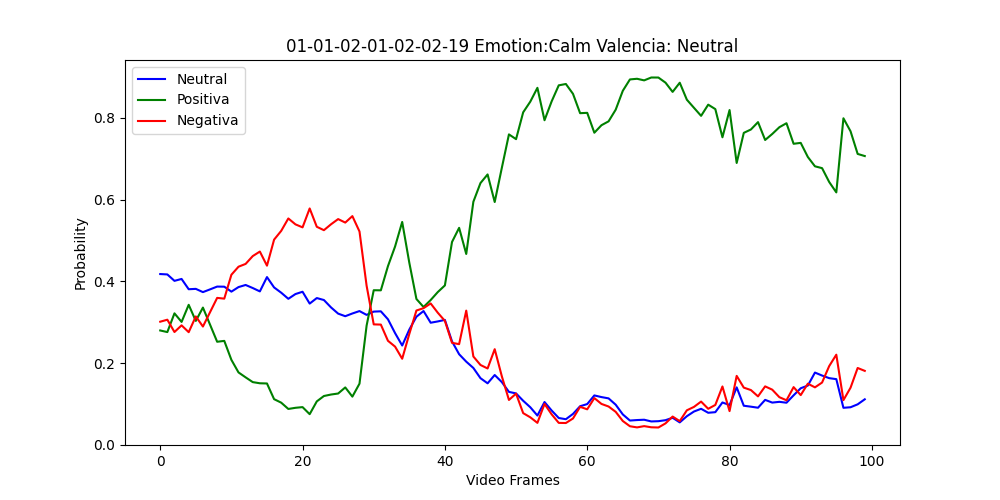 01-01-02-01-02-02-19 Emotion:Calm Valencia: Neutral
Neutral
Positiva
Negativa
Probability
0.8
0.6
0.4
0.2
0.0
0 20 40 60 80 100
Video Frames